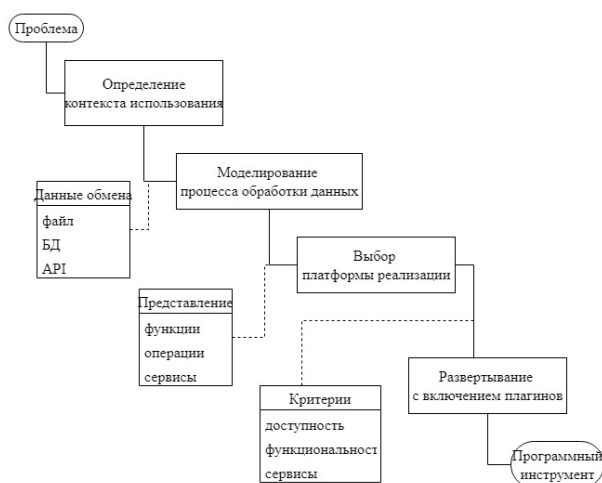 Проблема
Определение
контекста использования
Моделирование
процесса обработки данных
Данные обмена
файл
БД
API
Выбор
платформы реализации
Представление
функции
операции
сервисы
Развертывание
с включением плагинов
Критерии
доступность
функциональност
сервисы
Программный
инструмент